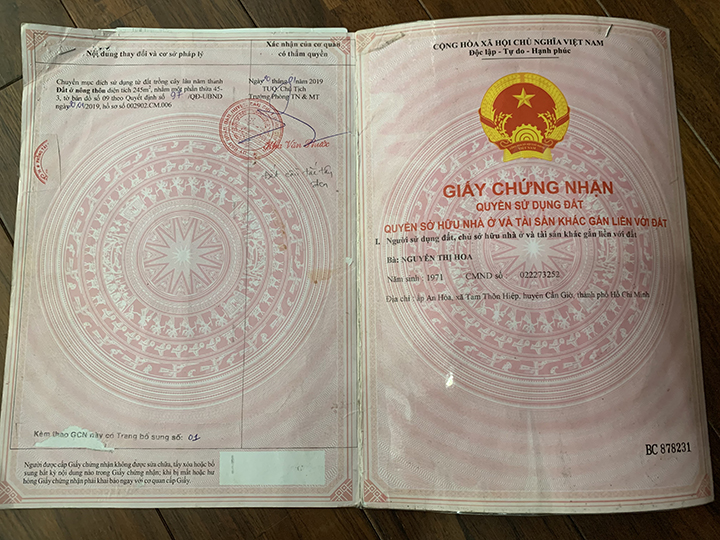 Nội dung thay đổi và cơ sở pháp lý
Xác nhận của cơ quan
có thẩm quyền
Chuyển mục đích sử dụng từ đất trồng cây lâu năm thành
Đất ở nông thôn diện tích 245m², nhằm một phần thửa 45-
3, tờ bản đồ số 09 theo Quyết định số 97 /QĐ-UBND
ngày /2019, hồ sơ số 002902.CM.006
Ngày tháng năm 2019
TUQ. Chủ Tịch
Trưởng Phòng TN & MT
Kèm theo GCN này có Trang bổ sung số: 01
Người được cấp Giấy chứng nhận không được sửa chữa, tẩy xóa hoặc bổ
sung bất kỳ nội dung nào trong Giấy chứng nhận; khi bị mất hoặc hư
hỏng Giấy chứng nhận phải khai báo ngay với cơ quan cấp Giấy.
CỘNG HÒA XÃ HỘI CHỦ NGHĨA VIỆT NAM
Độc lập - Tự do - Hạnh phúc
GIẤY CHỨNG NHẬN
QUYỀN SỬ DỤNG ĐẤT
QUYỀN SỞ HỮU NHÀ Ở VÀ TÀI SẢN KHÁC GẮN LIỀN VỚI ĐẤT
I. Người sử dụng đất, chủ sở hữu nhà ở và tài sản khác gắn liền với đất
Bà: NGUYỄN THỊ HOA
Năm sinh : 1971 CMND số : 022273252
Địa chỉ : ấp An Hòa, xã Tam Thôn Hiệp, huyện Cần Giờ, thành phố Hồ Chí Minh
BC 878231